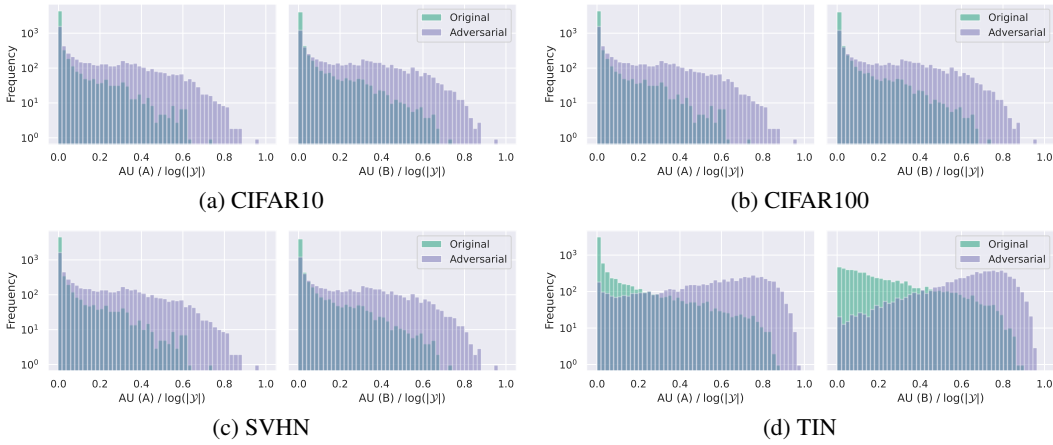 Original
Adversarial
Frequency
10³
10²
10¹
10⁰
0.0 0.2 0.4 0.6 0.8 1.0
AU (A) / log(|𝒴|)
0.0 0.2 0.4 0.6 0.8 1.0
AU (B) / log(|𝒴|)
(a) CIFAR10
Original
Adversarial
Frequency
10³
10²
10¹
10⁰
0.0 0.2 0.4 0.6 0.8 1.0
AU (A) / log(|𝒴|)
0.0 0.2 0.4 0.6 0.8 1.0
AU (B) / log(|𝒴|)
(b) CIFAR100
Original
Adversarial
Frequency
10³
10²
10¹
10⁰
0.0 0.2 0.4 0.6 0.8 1.0
AU (A) / log(|𝒴|)
0.0 0.2 0.4 0.6 0.8 1.0
AU (B) / log(|𝒴|)
(c) SVHN
Original
Adversarial
Frequency
10³
10²
10¹
10⁰
0.0 0.2 0.4 0.6 0.8 1.0
AU (A) / log(|𝒴|)
0.0 0.2 0.4 0.6 0.8 1.0
AU (B) / log(|𝒴|)
(d) TIN